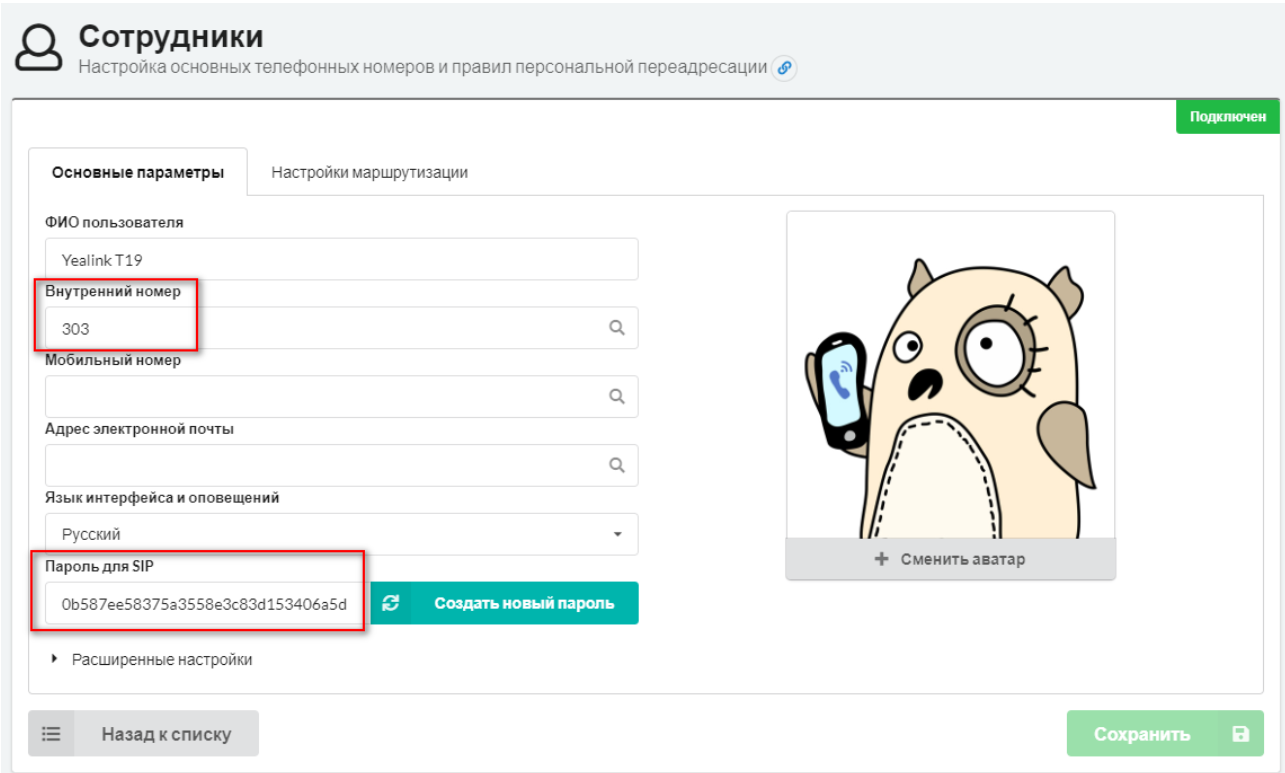 Сотрудники
Настройка основных телефонных номеров и правил персональной переадресации
Подключен
Основные параметры
Настройки маршрутизации
ФИО пользователя
Yealink T19
Внутренний номер
303
Мобильный номер
Адрес электронной почты
Язык интерфейса и оповещений
Русский
Пароль для SIP
0b587ee58375a3558e3c83d153406a5d
Создать новый пароль
Расширенные настройки
Сменить аватар
Назад к списку
Сохранить